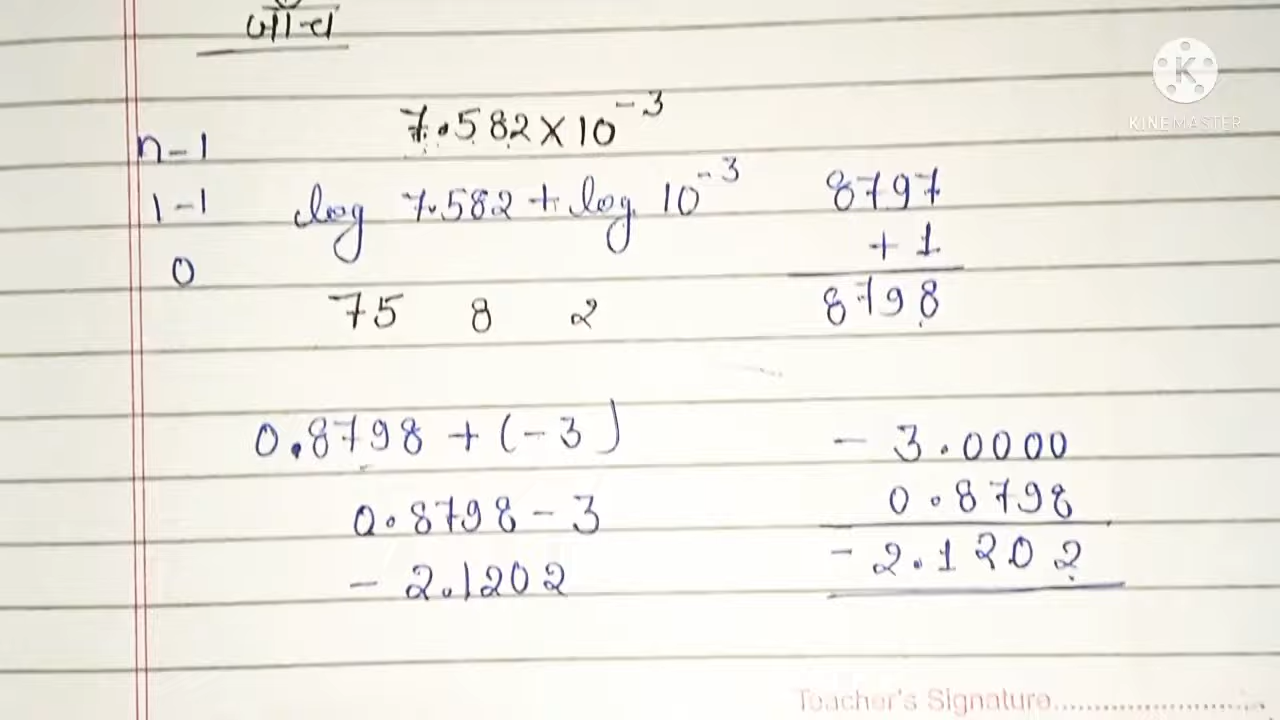 जाँच
7.582×10⁻³
n-1
1-1
0
log 7.582 + log 10⁻³
75 8 2
8797
+ 1
8798
0.8798 + (-3)
0.8798 - 3
- 2.1202
- 3.0000
0.8798
- 2.1202
KINEMASTER
Teacher's Signature........................